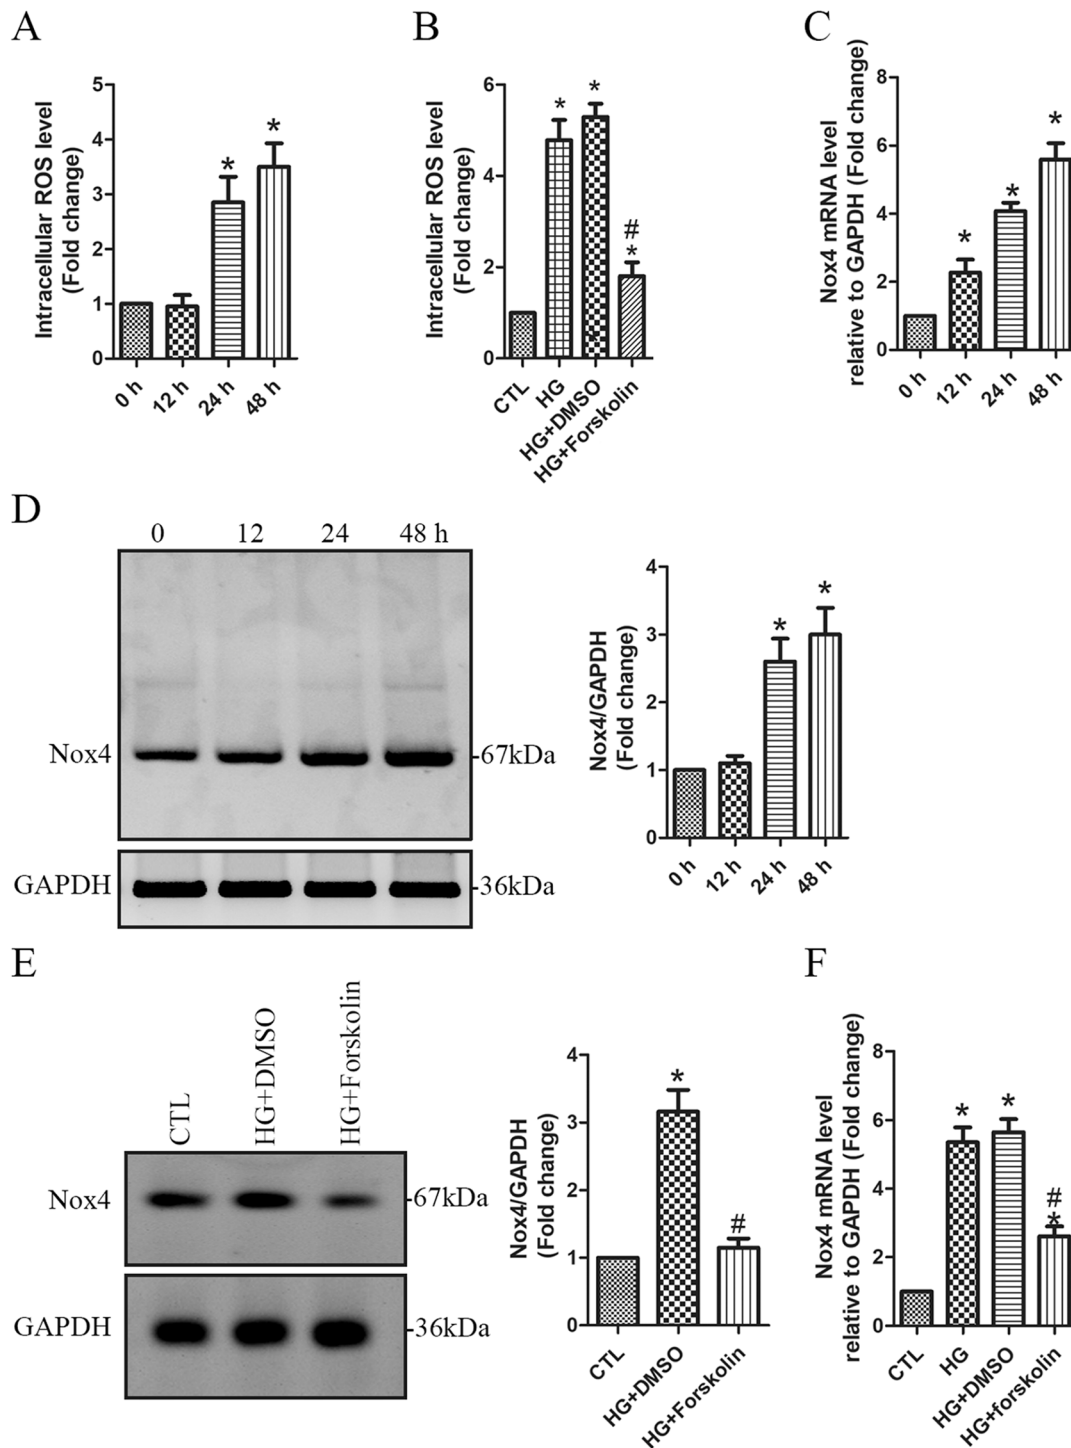 A
Intracellular ROS level
(Fold change)
5
4
3
2
1
0
*
*
0 h
12 h
24 h
48 h
B
Intracellular ROS level
(Fold change)
6
4
2
0
*
*
#
*
CTL
HG
HG+DMSO
HG+Forskolin
C
Nox4 mRNA level
relative to GAPDH (Fold change)
8
6
4
2
0
*
*
*
0 h
12 h
24 h
48 h
D
0 12 24 48 h
Nox4
-67kDa
GAPDH
-36kDa
Nox4/GAPDH
(Fold change)
4
3
2
1
0
*
*
0 h
12 h
24 h
48 h
E
CTL
HG+DMSO
HG+Forskolin
Nox4
-67kDa
GAPDH
-36kDa
Nox4/GAPDH
(Fold change)
4
3
2
1
0
*
#
CTL
HG+DMSO
HG+Forskolin
F
Nox4 mRNA level
relative to GAPDH (Fold change)
8
6
4
2
0
*
*
#
*
CTL
HG
HG+DMSO
HG+forskolin